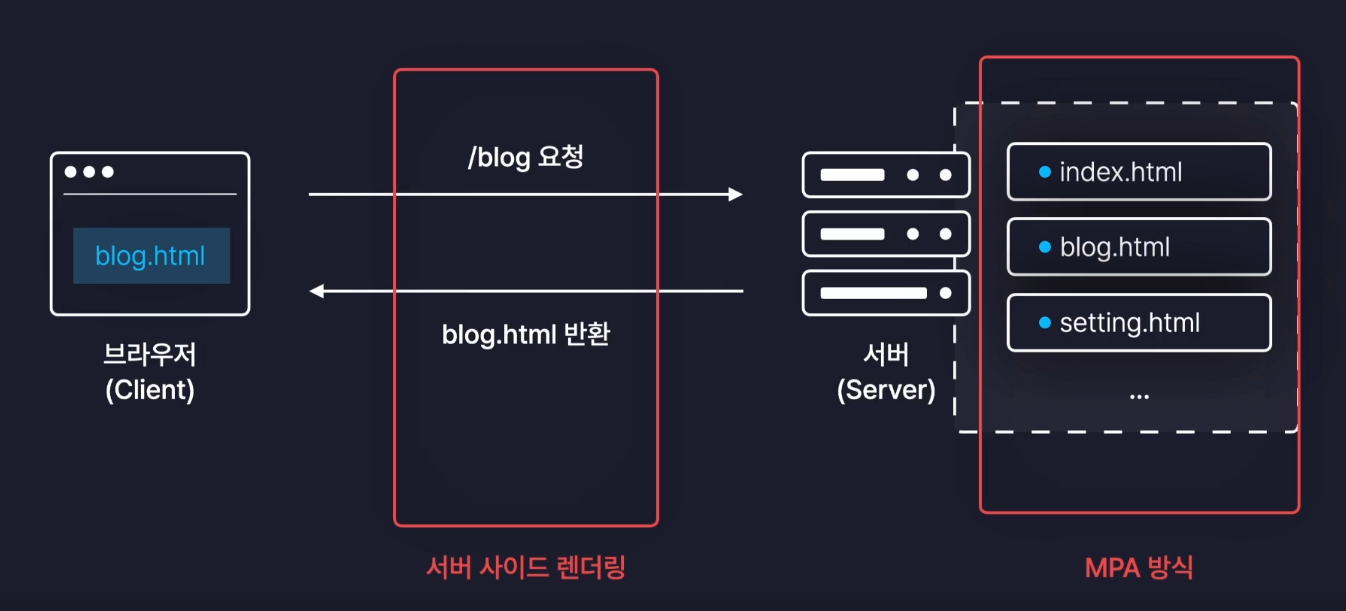 blog.html
브라우저
(Client)
/blog 요청
blog.html 반환
서버 사이드 렌더링
서버
(Server)
index.html
blog.html
setting.html
...
MPA 방식